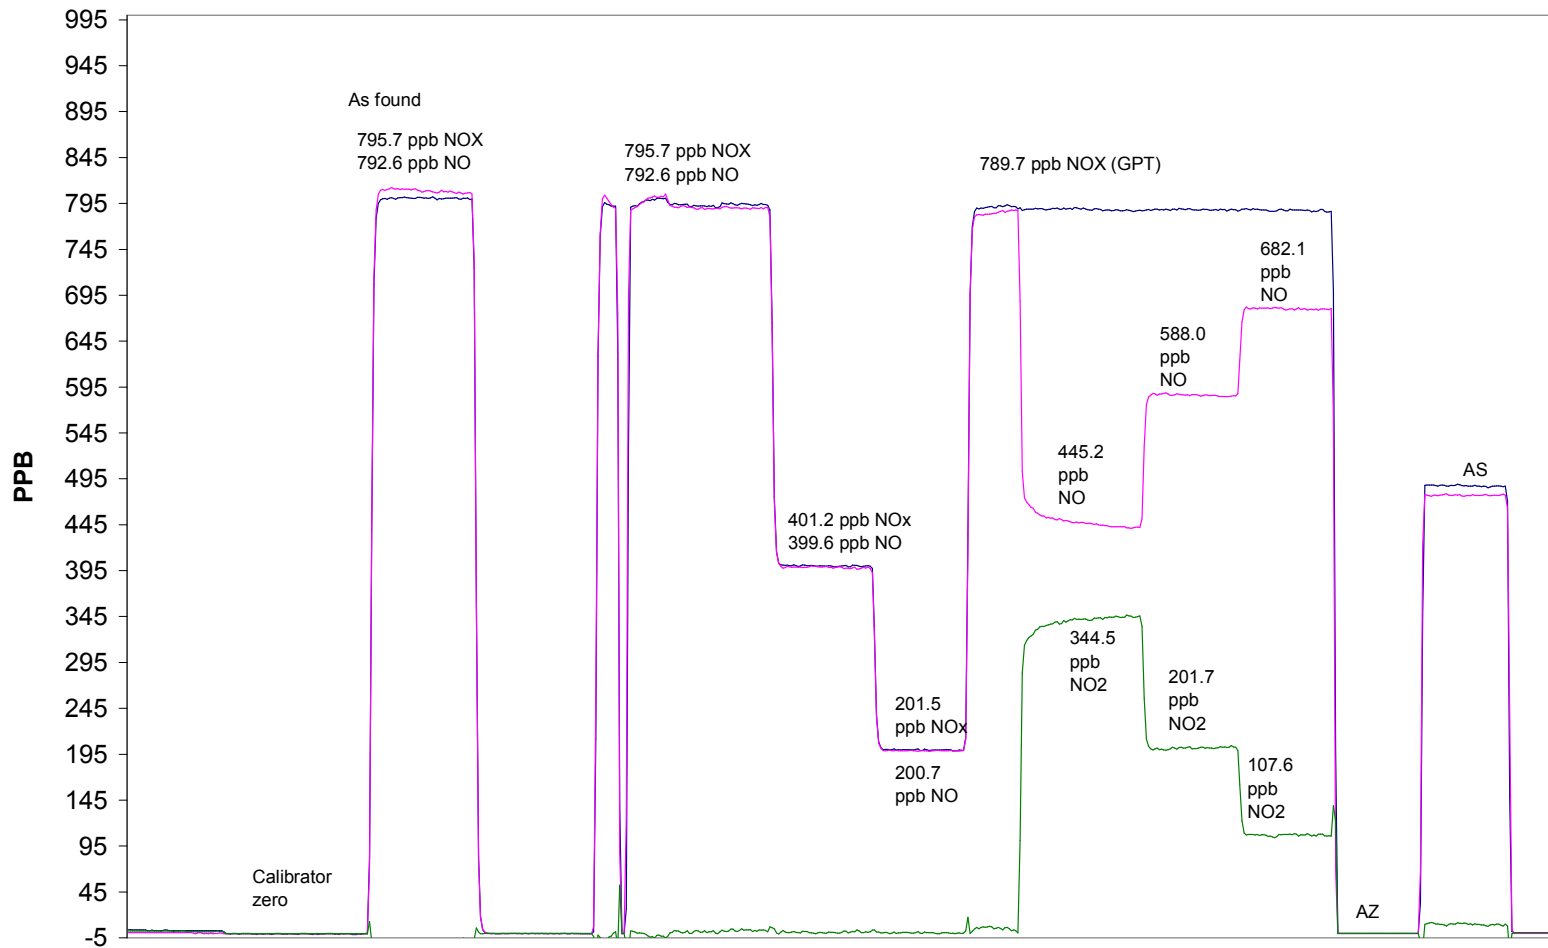 995
945
895
845
795
745
695
645
595
545
495
445
395
345
295
245
195
145
95
45
-5
PPB
As found
795.7 ppb NOX
792.6 ppb NO
795.7 ppb NOX
792.6 ppb NO
789.7 ppb NOX (GPT)
682.1
ppb
NO
588.0
ppb
NO
445.2
ppb
NO
AS
401.2 ppb NOx
399.6 ppb NO
344.5
ppb
NO2
201.7
ppb
NO2
201.5
ppb NOx
200.7
ppb NO
107.6
ppb
NO2
Calibrator
zero
AZ